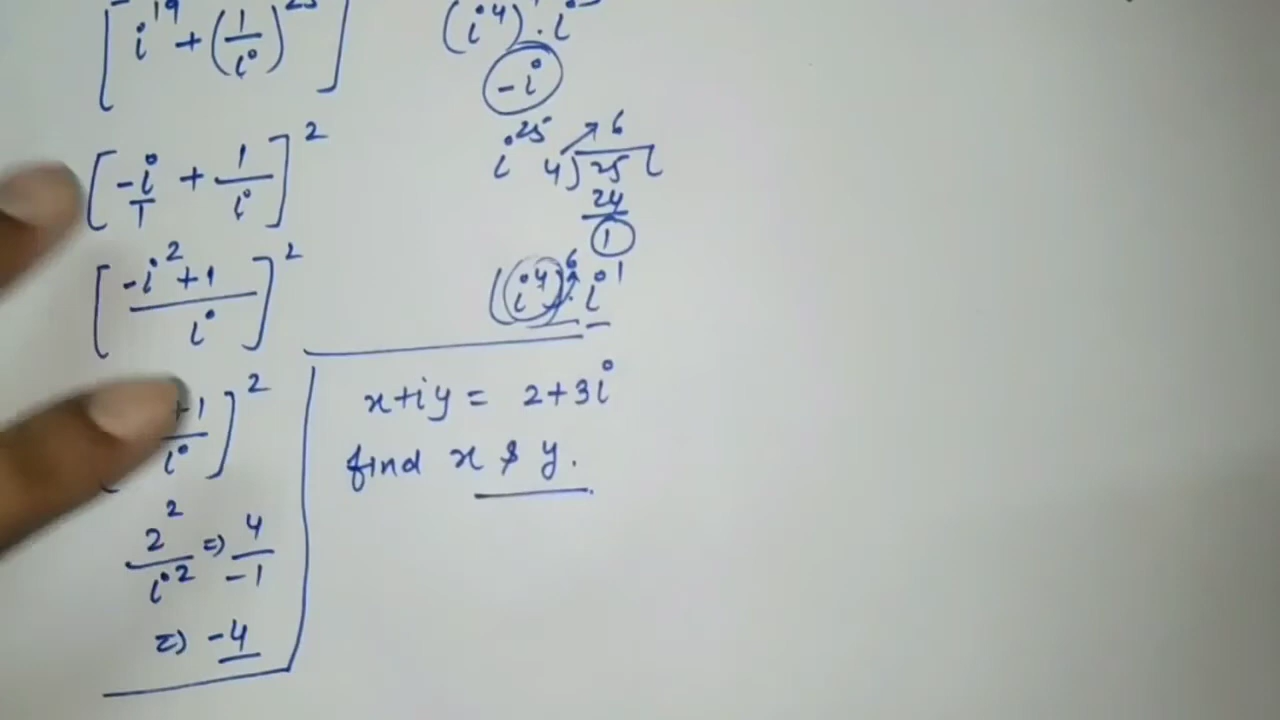 [i^19 + (1/i)^25]
[-i/1 + 1/i]^2
[(-i^2+1)/i]^2
+1/i]^2
2^2/i^2 => 4/-1
=> -4
(i^4) . i
-i
i^25 4)25( 6
24
1
(i^4)^6 . i^1
x+iy = 2+3i
find x & y.